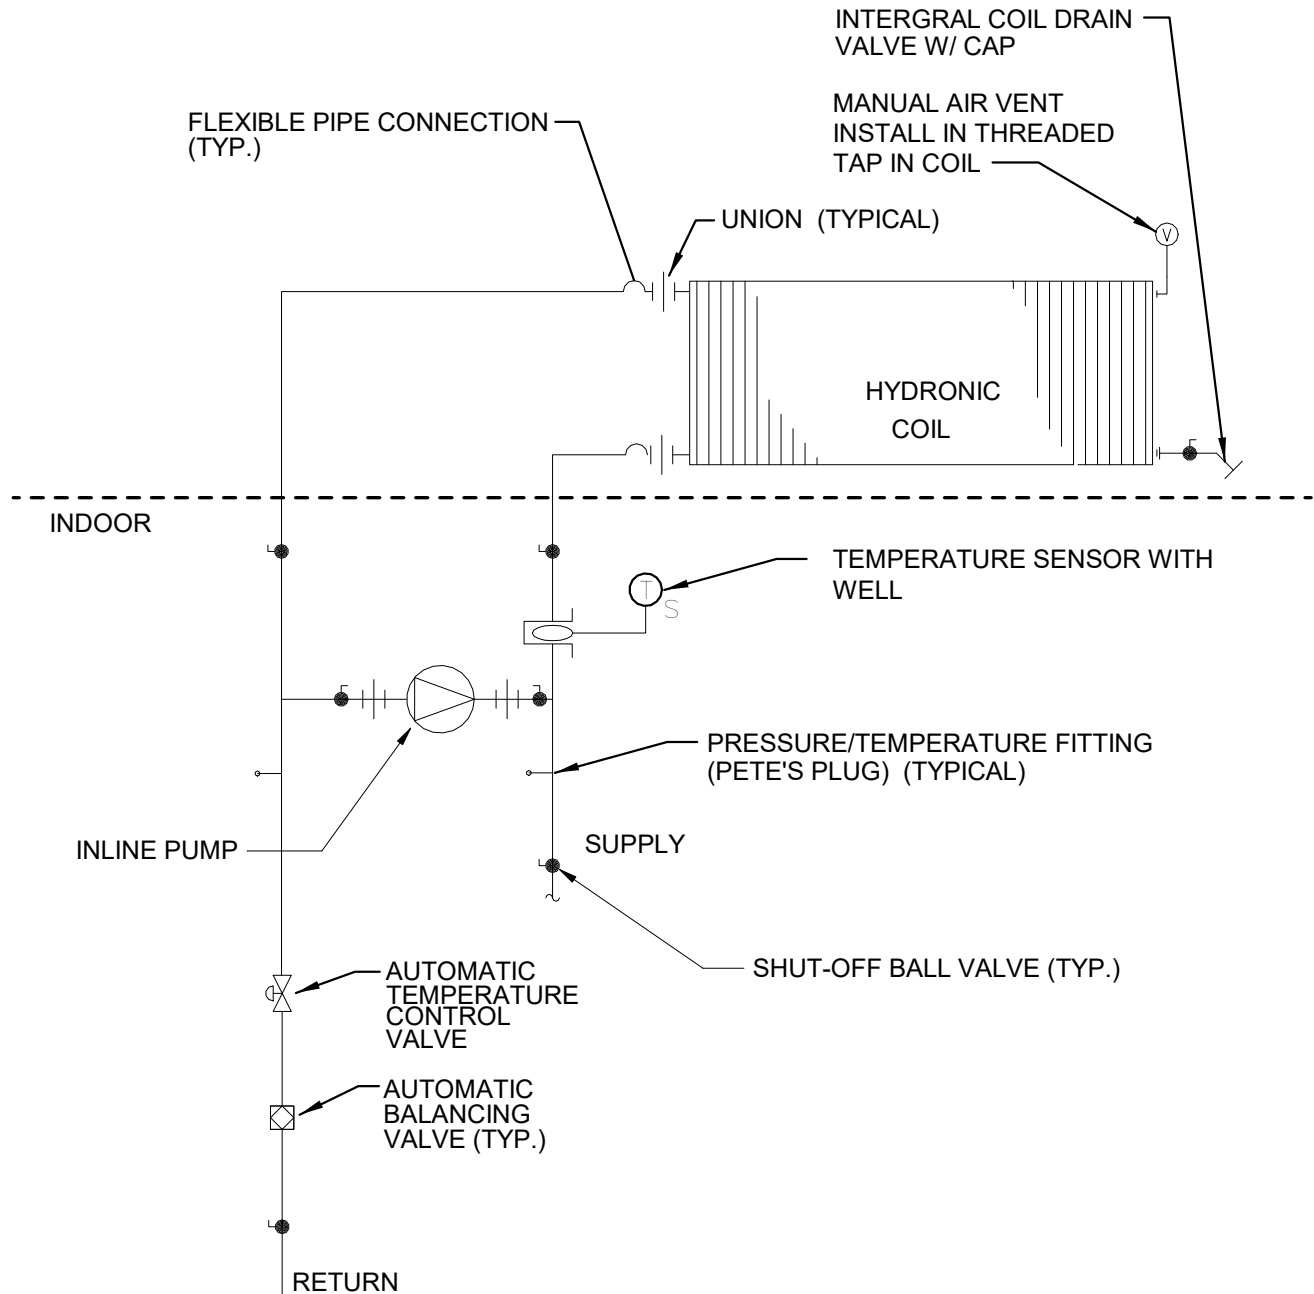 INTERGRAL COIL DRAIN
VALVE W/ CAP
MANUAL AIR VENT
INSTALL IN THREADED
TAP IN COIL
FLEXIBLE PIPE CONNECTION
(TYP.)
UNION (TYPICAL)
V
HYDRONIC
COIL
INDOOR
TEMPERATURE SENSOR WITH
WELL
T
S
PRESSURE/TEMPERATURE FITTING
(PETE'S PLUG) (TYPICAL)
INLINE PUMP
SUPPLY
SHUT-OFF BALL VALVE (TYP.)
AUTOMATIC
TEMPERATURE
CONTROL
VALVE
AUTOMATIC
BALANCING
VALVE (TYP.)
RETURN